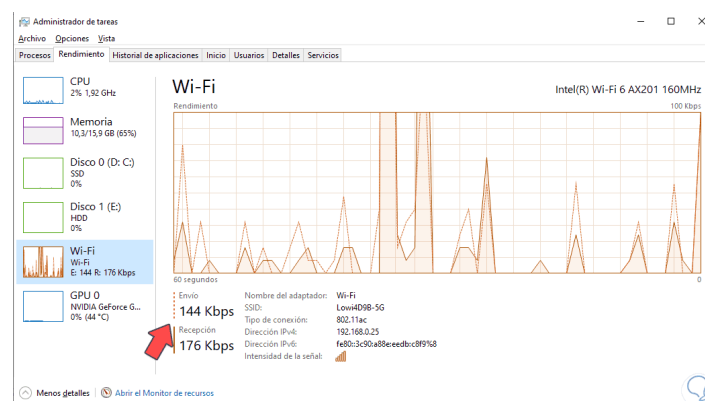 Administrador de tareas
Archivo Opciones Vista
Procesos Rendimiento Historial de aplicaciones Inicio Usuarios Detalles Servicios
CPU
2% 1,92 GHz
Memoria
10,3/15,9 GB (65%)
Disco 0 (D: C:)
SSD
0%
Disco 1 (E:)
HDD
0%
Wi-Fi
Wi-Fi
E: 144 R: 176 Kbps
GPU 0
NVIDIA GeForce G...
0% (44 °C)
Wi-Fi
Intel(R) Wi-Fi 6 AX201 160MHz
Rendimiento 100 Kbps
60 segundos 0
Envío
144 Kbps
Recepción
176 Kbps
Nombre del adaptador: Wi-Fi
SSID: Lowi4D9B-5G
Tipo de conexión: 802.11ac
Dirección IPv4: 192.168.0.25
Dirección IPv6: fe80::3c90:a88e:eedb:c8f9%8
Intensidad de la señal:
Menos detalles Abrir el Monitor de recursos